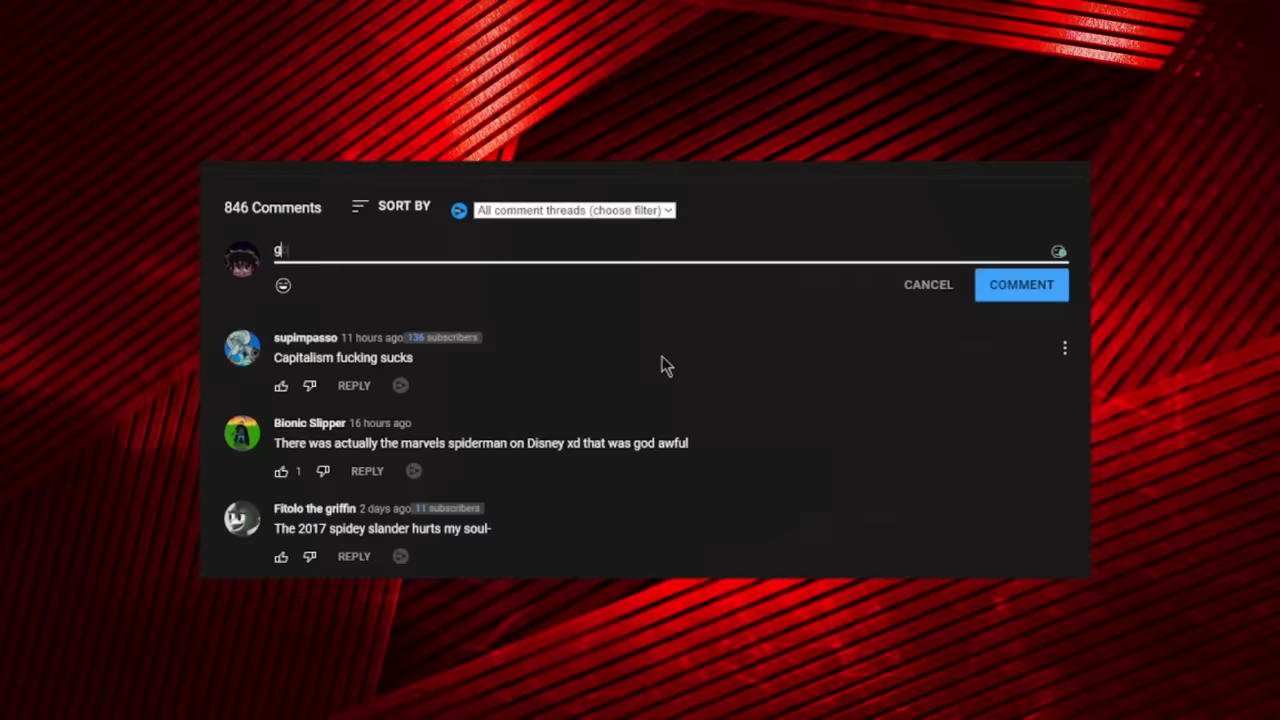 846 Comments
SORT BY
All comment threads (choose filter)
g
CANCEL
COMMENT
supimpasso 11 hours ago 136 subscribers
Capitalism fucking sucks
REPLY
Bionic Slipper 16 hours ago
There was actually the marvels spiderman on Disney xd that was god awful
1 REPLY
Fitolo the griffin 2 days ago 11 subscribers
The 2017 spidey slander hurts my soul-
REPLY